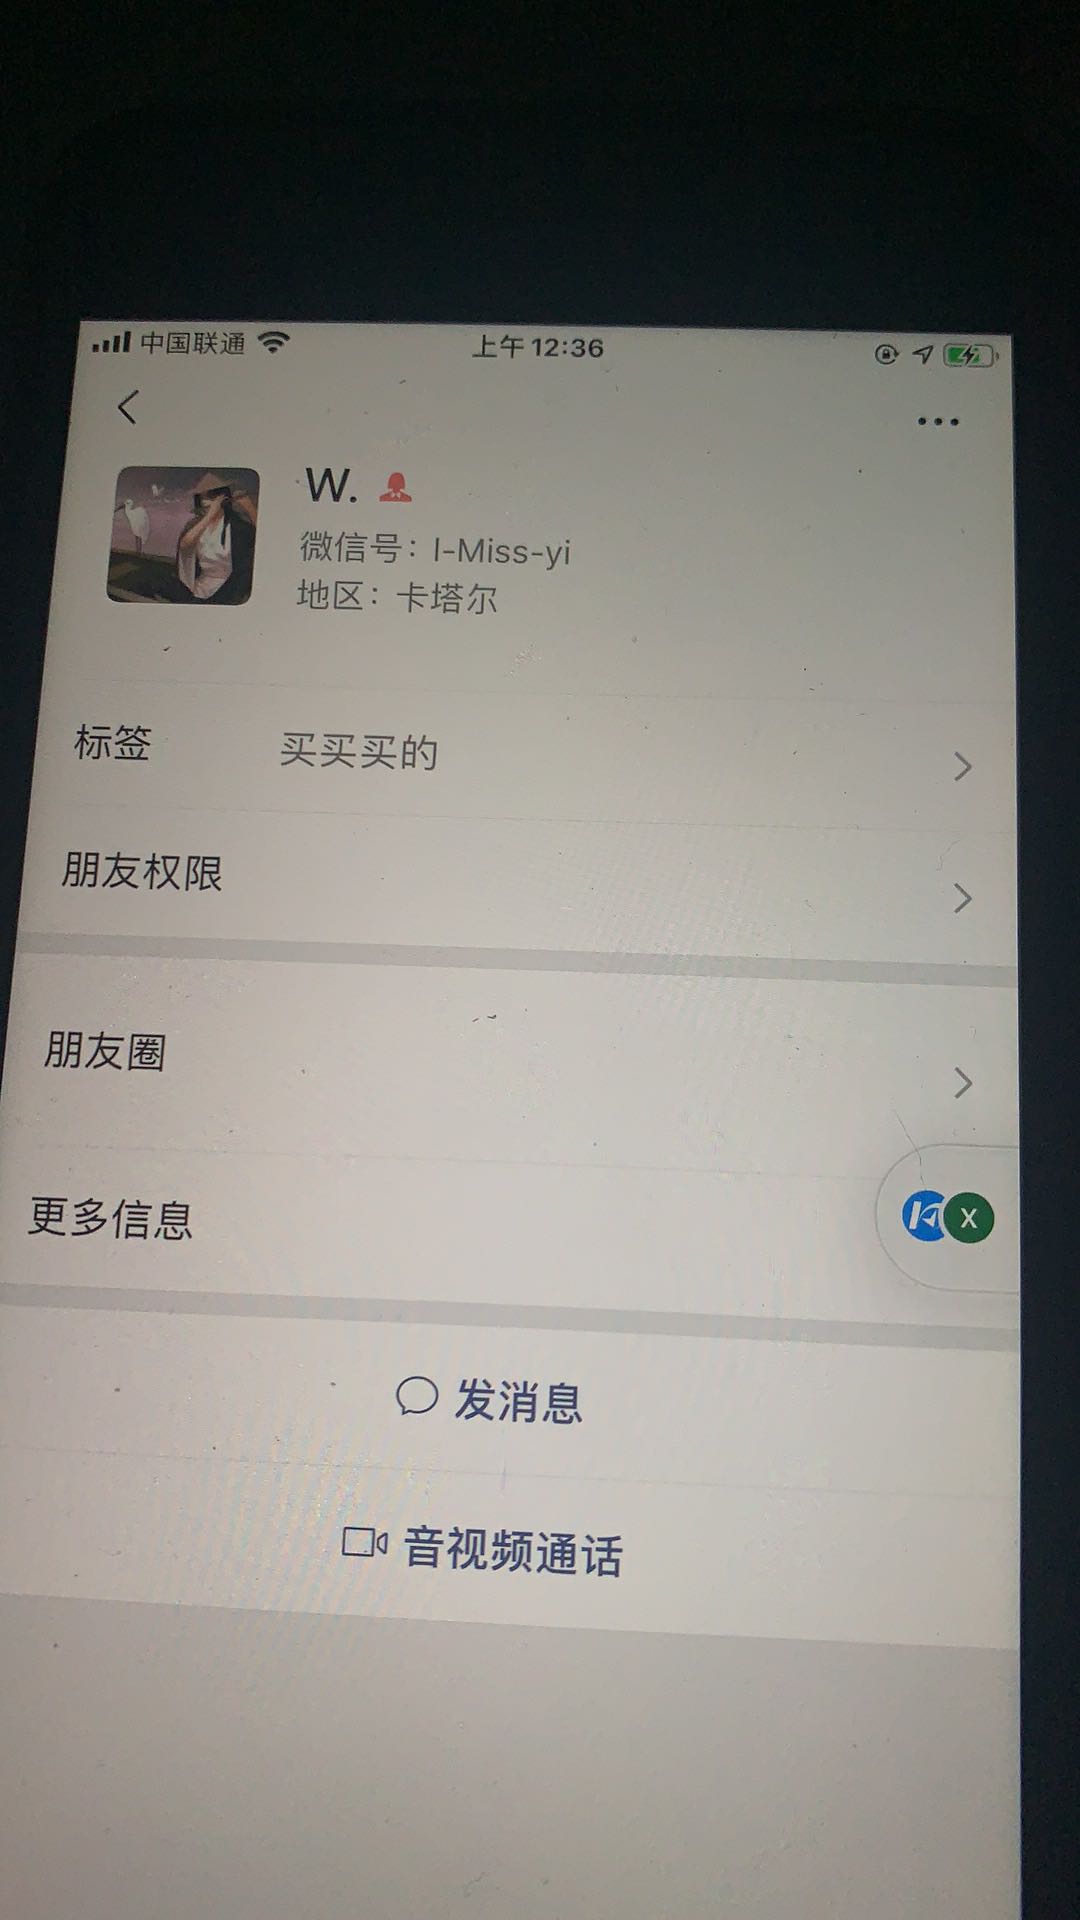 中国联通
上午12:36
W.
微信号：I-Miss-yi
地区：卡塔尔
标签 买买买的
朋友权限
朋友圈
更多信息
X
发消息
音视频通话